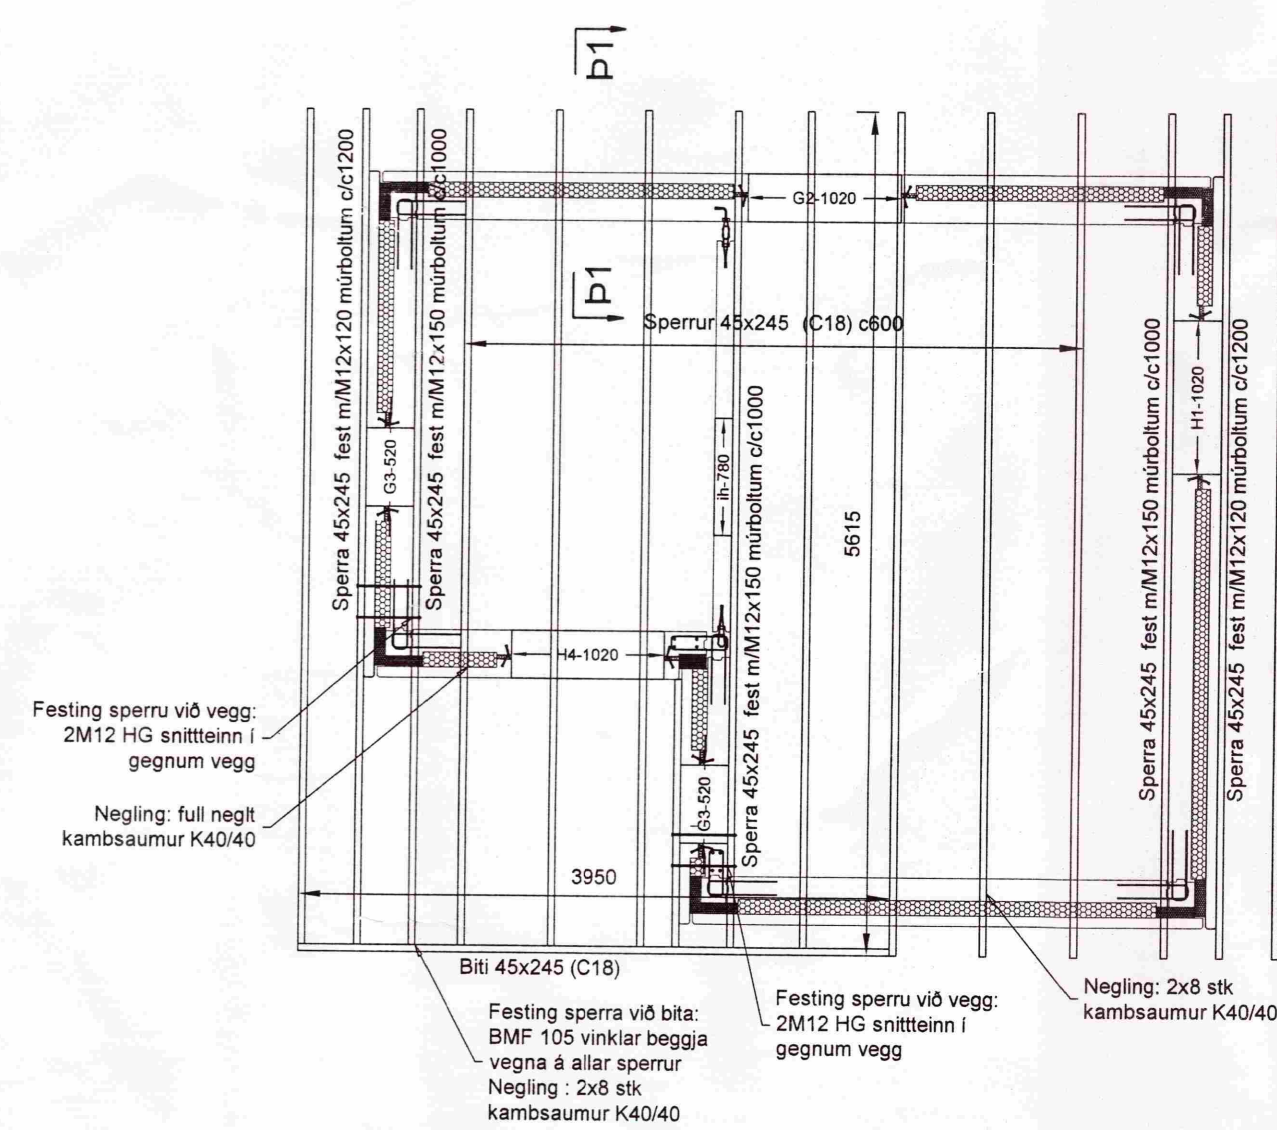 Þ1
Sperra 45x245 fest m/M12x120 múrboltum c/c1200
Sperra 45x245 fest m/M12x150 múrboltum c/c1000
G2-1020
Þ1
Sperrur 45x245 (C18) c600
G3-520
ih-780
Sperra 45x245 fest m/M12x150 múrboltum c/c1000
5615
Sperra 45x245 fest m/M12x150 múrboltum c/c1000
H1-1020
Sperra 45x245 fest m/M12x120 múrboltum c/c1200
H4-1020
Festing sperru við vegg:
2M12 HG snittteinn í
gegnum vegg
Negling: full neglt
kambsaumur K40/40
G3-520
3950
Biti 45x245 (C18)
Festing sperra við bita:
BMF 105 vinklar beggja
vegna á allar sperrur
Negling : 2x8 stk
kambsaumur K40/40
Festing sperru við vegg:
2M12 HG snittteinn í
gegnum vegg
Negling: 2x8 stk
kambsaumur K40/40